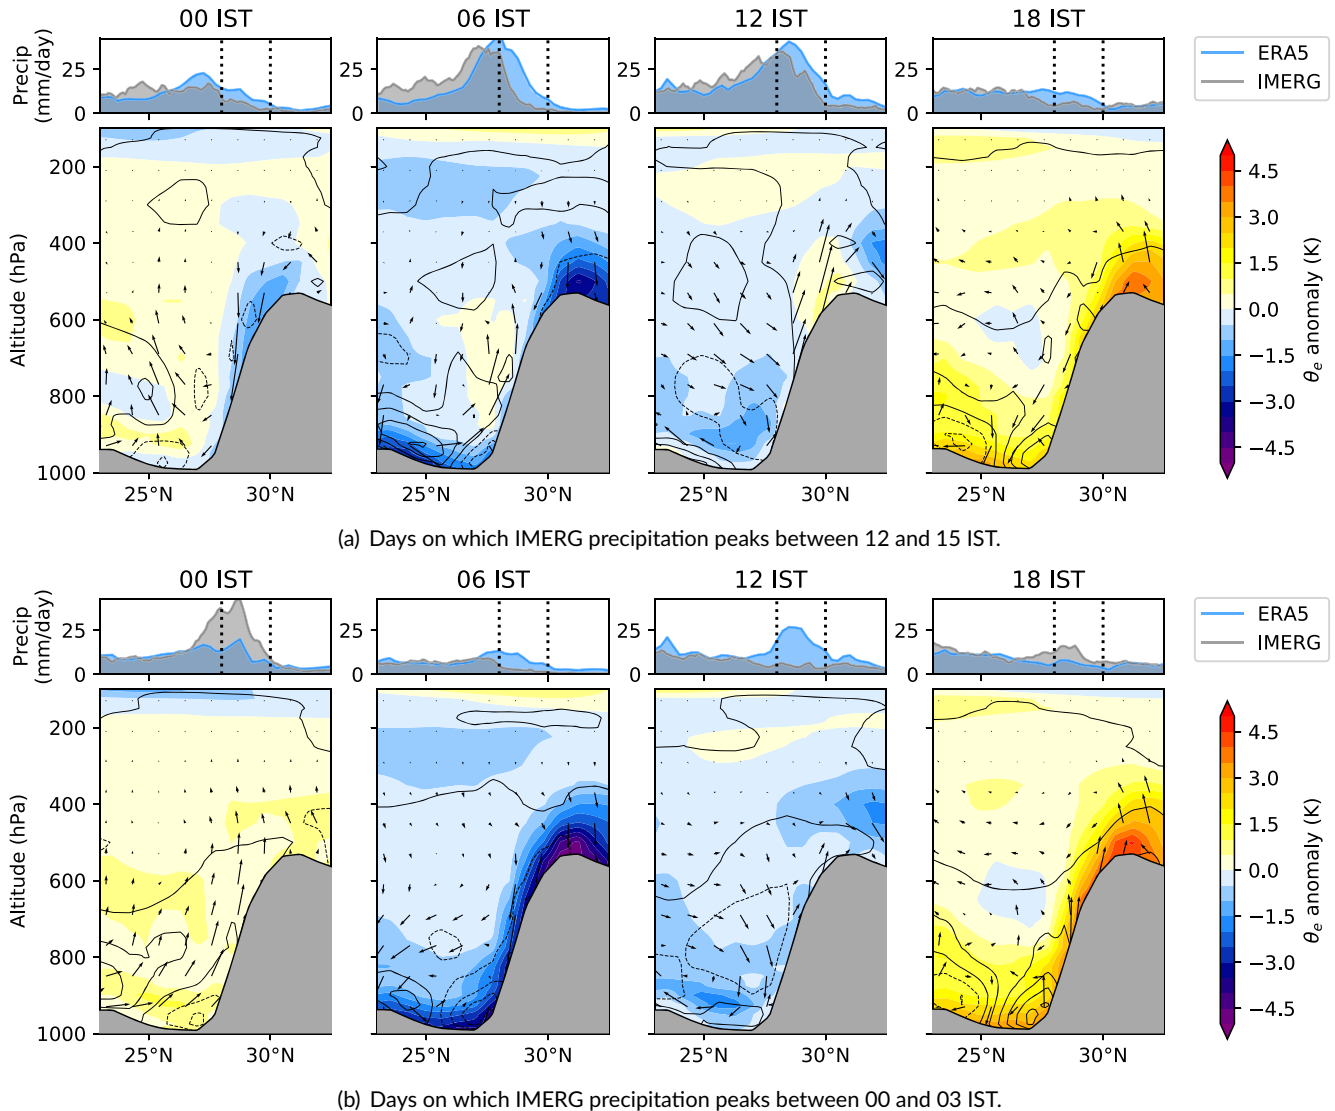 00 IST
06 IST
12 IST
18 IST
Precip
(mm/day)
25
0
25
0
25
0
25
0
ERA5
IMERG
Altitude (hPa)
200
400
600
800
1000
25°N
30°N
25°N
30°N
25°N
30°N
25°N
30°N
4.5
3.0
1.5
0.0
−1.5
−3.0
−4.5
θe anomaly (K)
(a) Days on which IMERG precipitation peaks between 12 and 15 IST.
00 IST
06 IST
12 IST
18 IST
Precip
(mm/day)
25
0
25
0
25
0
25
0
ERA5
IMERG
Altitude (hPa)
200
400
600
800
1000
25°N
30°N
25°N
30°N
25°N
30°N
25°N
30°N
4.5
3.0
1.5
0.0
−1.5
−3.0
−4.5
θe anomaly (K)
(b) Days on which IMERG precipitation peaks between 00 and 03 IST.